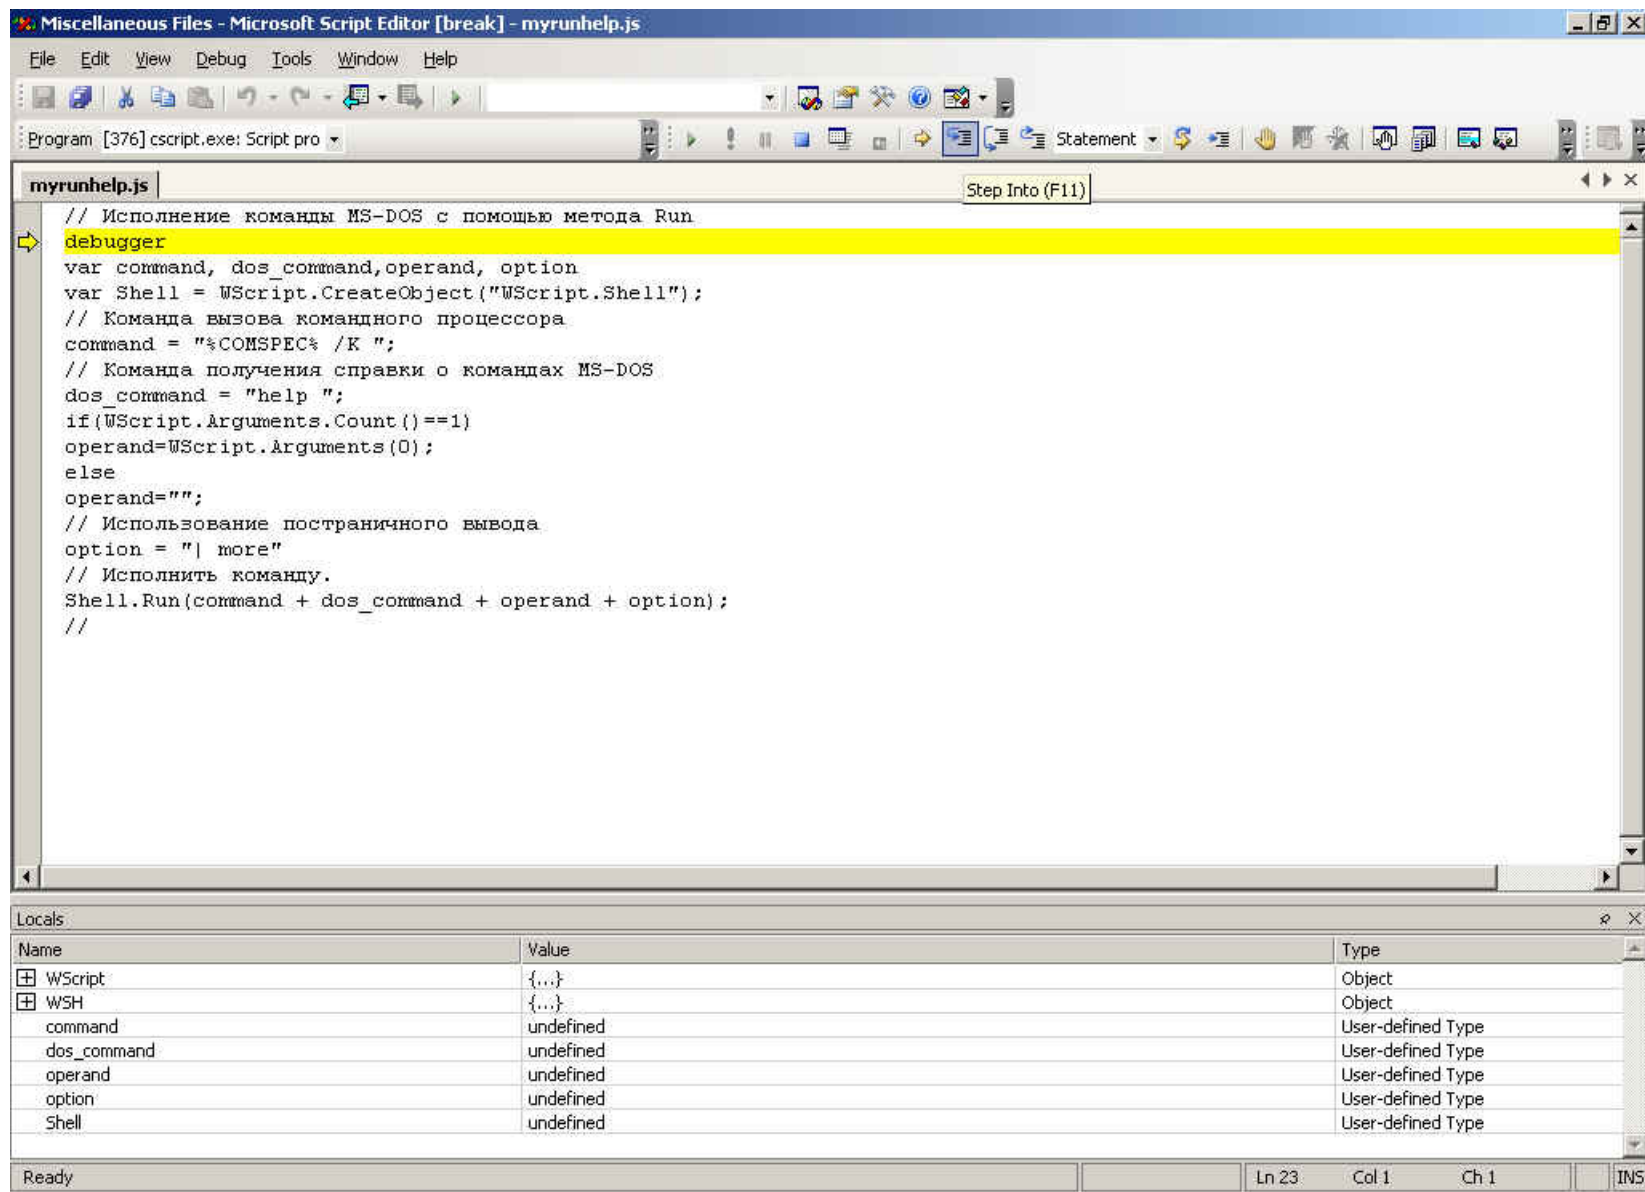 Miscellaneous Files - Microsoft Script Editor [break] - myrunhelp.js
File Edit View Debug Tools Window Help
Program [376] cscript.exe: Script pro Statement
myrunhelp.js Step Into (F11)
// Исполнение команды MS-DOS с помощью метода Run
debugger
var command, dos_command,operand, option
var Shell = WScript.CreateObject("WScript.Shell");
// Команда вызова командного процессора
command = "%COMSPEC% /K ";
// Команда получения справки о командах MS-DOS
dos_command = "help ";
if(WScript.Arguments.Count()==1)
operand=WScript.Arguments(0);
else
operand="";
// Использование постраничного вывода
option = "| more"
// Исполнить команду.
Shell.Run(command + dos_command + operand + option);
//
Locals
Name Value Type
WScript {...} Object
WSH {...} Object
command undefined User-defined Type
dos_command undefined User-defined Type
operand undefined User-defined Type
option undefined User-defined Type
Shell undefined User-defined Type
Ready Ln 23 Col 1 Ch 1 INS